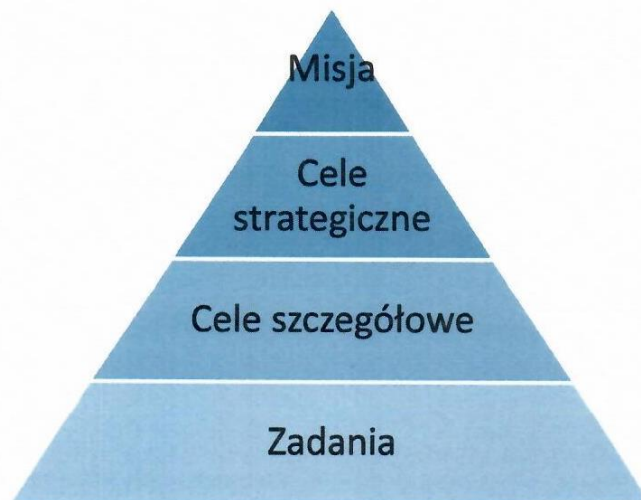 Misja
Cele
strategiczne
Cele szczegółowe
Zadania